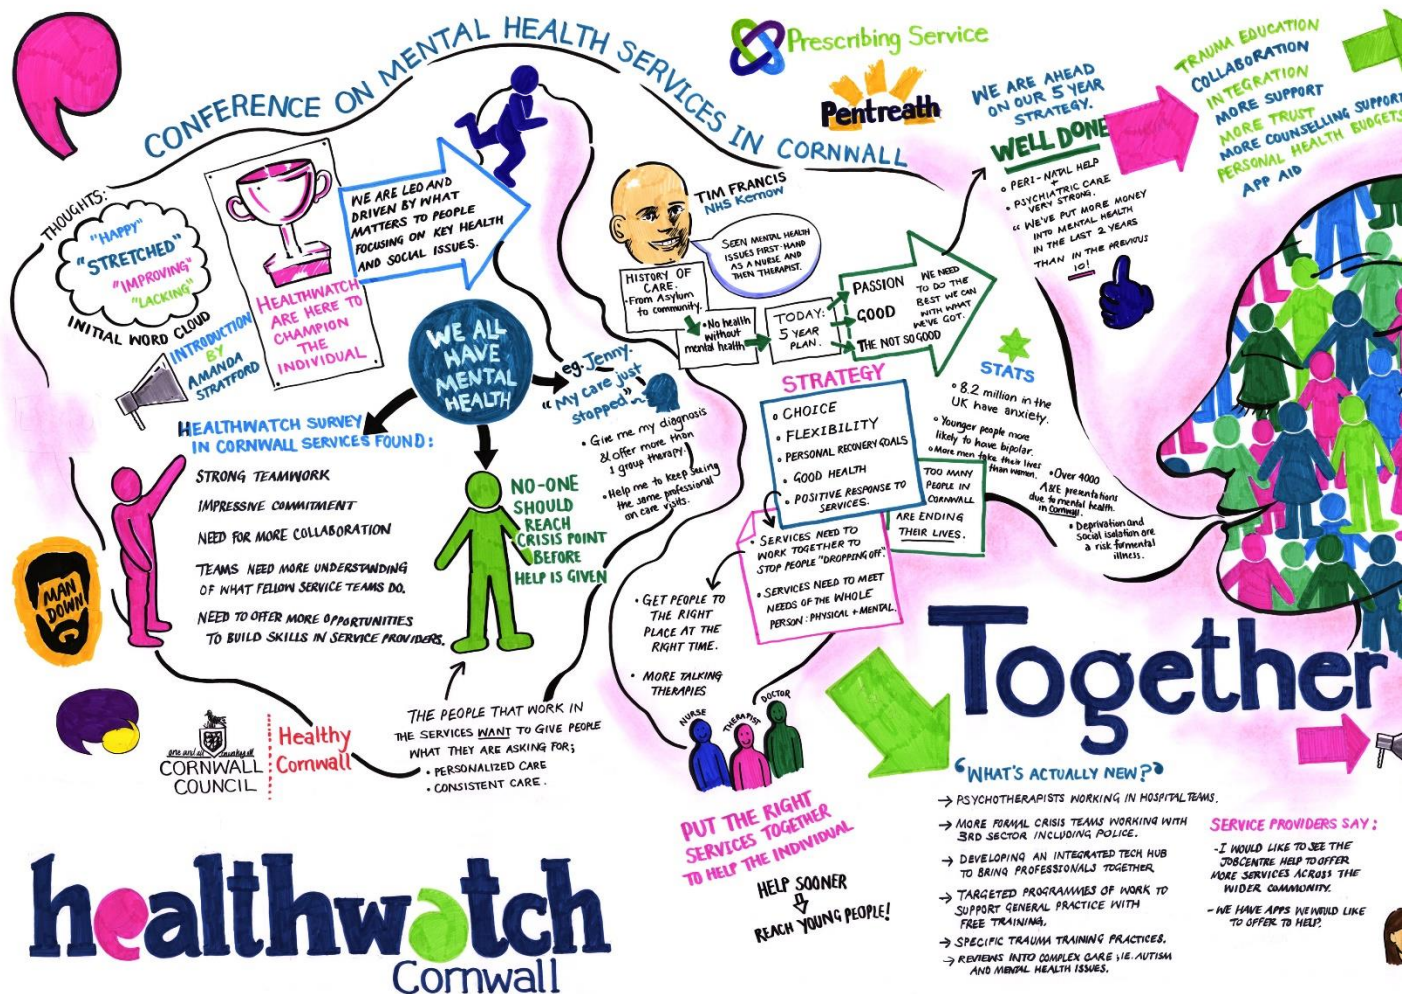 CONFERENCE ON MENTAL HEALTH SERVICES IN CORNWALL
THOUGHTS:
"HAPPY"
"STRETCHED"
"IMPROVING"
"LACKING"
INITIAL WORD CLOUD
INTRODUCTION
BY
AMANDA
STRATFORD
HEALTHWATCH
ARE HERE TO
CHAMPION
THE
INDIVIDUAL
WE ARE LED AND
DRIVEN BY WHAT
MATTERS TO PEOPLE
FOCUSING ON KEY HEALTH
AND SOCIAL ISSUES.
WE ALL
HAVE
MENTAL
HEALTH
eg. Jenny.
"My care just
stopped"
• Give me my diagnosis
& offer more than
1 group therapy.
• Help me to keep seeing
the same professional
on care visits.
HEALTHWATCH SURVEY
IN CORNWALL SERVICES FOUND:
STRONG TEAMWORK
IMPRESSIVE COMMITMENT
NEED FOR MORE COLLABORATION
TEAMS NEED MORE UNDERSTANDING
OF WHAT FELLOW SERVICE TEAMS DO.
NEED TO OFFER MORE OPPORTUNITIES
TO BUILD SKILLS IN SERVICE PROVIDERS.
NO-ONE
SHOULD
REACH
CRISIS POINT
BEFORE
HELP IS GIVEN
MAN
DOWN
one and all
CORNWALL
COUNCIL
Healthy
Cornwall
THE PEOPLE THAT WORK IN
THE SERVICES WANT TO GIVE PEOPLE
WHAT THEY ARE ASKING FOR;
• PERSONALIZED CARE
• CONSISTENT CARE.
healthwatch
Cornwall
Prescribing Service
Pentreath
TIM FRANCIS
NHS Kernow
SEEN MENTAL HEALTH
ISSUES FIRST-HAND
AS A NURSE AND
THEN THERAPIST.
HISTORY OF
CARE.
• From Asylum
to community.
• No health
without
mental health
TODAY:
5 YEAR
PLAN.
PASSION
GOOD
THE NOT SO GOOD
WE NEED
TO DO THE
BEST WE CAN
WITH WHAT
WE'VE GOT.
WE ARE AHEAD
ON OUR 5 YEAR
STRATEGY.
WELL DONE
• PERI-NATAL HELP
+
• PSYCHIATRIC CARE
VERY STRONG.
"WE'VE PUT MORE MONEY
INTO MENTAL HEALTH
IN THE LAST 2 YEARS
THAN IN THE PREVIOUS
10!
TRAUMA EDUCATION
COLLABORATION
INTEGRATION
MORE SUPPORT
MORE TRUST
MORE COUNSELLING SUPPORT
PERSONAL HEALTH BUDGETS
APP AID
STRATEGY
• CHOICE
• FLEXIBILITY
• PERSONAL RECOVERY GOALS
• GOOD HEALTH
• POSITIVE RESPONSE TO
SERVICES.
TOO MANY
PEOPLE IN
CORNWALL
ARE ENDING
THEIR LIVES.
• SERVICES NEED TO
WORK TOGETHER TO
STOP PEOPLE "DROPPING OFF."
• SERVICES NEED TO MEET
NEEDS OF THE WHOLE
PERSON: PHYSICAL + MENTAL.
STATS
• 8.2 million in the
UK have anxiety.
• Younger people more
likely to have bipolar.
• More men take their lives
than women.
• Over 4000
A&E presentations
due to mental health
in Cornwall.
• Deprivation and
social isolation are
a risk for mental
illness.
• GET PEOPLE TO
THE RIGHT
PLACE AT THE
RIGHT TIME.
• MORE TALKING
THERAPIES
NURSE
THERAPIST
DOCTOR
PUT THE RIGHT
SERVICES TOGETHER
TO HELP THE INDIVIDUAL
HELP SOONER
REACH YOUNG PEOPLE!
Together
"WHAT'S ACTUALLY NEW?"
→ PSYCHOTHERAPISTS WORKING IN HOSPITAL TEAMS.
→ MORE FORMAL CRISIS TEAMS WORKING WITH
3RD SECTOR INCLUDING POLICE.
→ DEVELOPING AN INTEGRATED TECH HUB
TO BRING PROFESSIONALS TOGETHER
→ TARGETED PROGRAMMES OF WORK TO
SUPPORT GENERAL PRACTICE WITH
FREE TRAINING.
→ SPECIFIC TRAUMA TRAINING PRACTICES.
→ REVIEWS INTO COMPLEX CARE, IE. AUTISM
AND MENTAL HEALTH ISSUES.
SERVICE PROVIDERS SAY:
- I WOULD LIKE TO SEE THE
JOBCENTRE HELP TO OFFER
MORE SERVICES ACROSS THE
WIDER COMMUNITY.
- WE HAVE APPS WE WOULD LIKE
TO OFFER TO HELP.